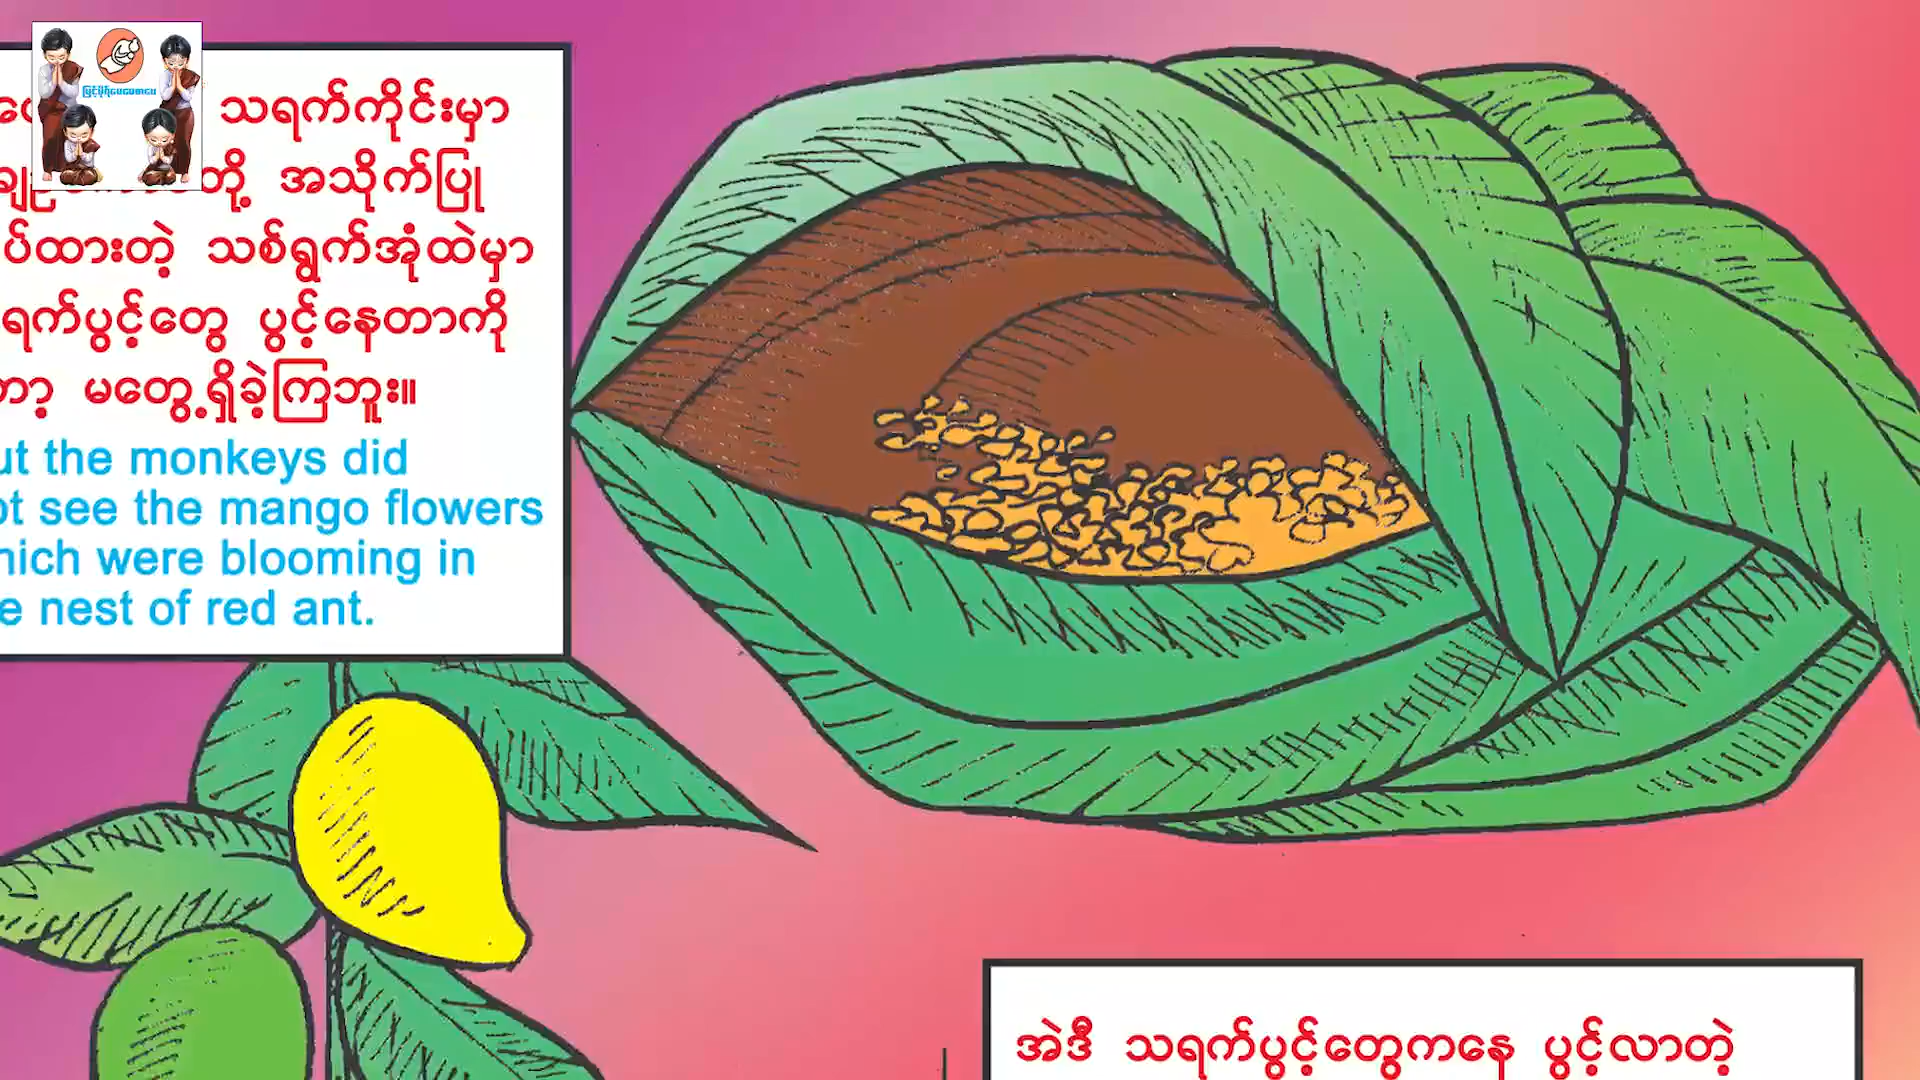 သရက်ကိုင်းမှာ
တို့ အသိုက်ပြု
ပ်ထားတဲ့ သစ်ရွက်အုံထဲမှာ
ရက်ပွင့်တွေ ပွင့်နေတာကို
တော့ မတွေ့ရှိခဲ့ကြဘူး။
ut the monkeys did
ot see the mango flowers
hich were blooming in
e nest of red ant.
အဲဒီ သရက်ပွင့်တွေကနေ ပွင့်လာတဲ့